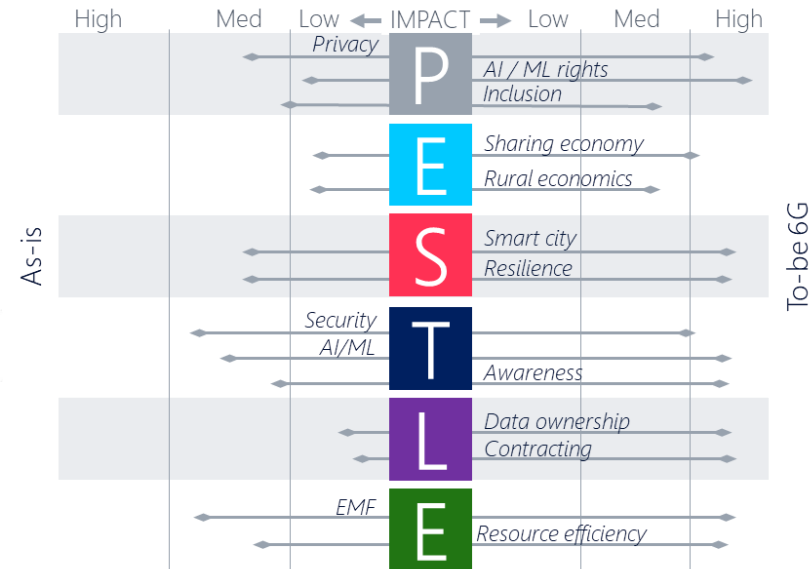 High Med Low IMPACT Low Med High
Privacy
P
AI / ML rights
Inclusion
Sharing economy
E
Rural economics
As-is
Smart city
S
Resilience
To-be 6G
Security
T
AI/ML
Awareness
Data ownership
L
Contracting
EMF
E
Resource efficiency